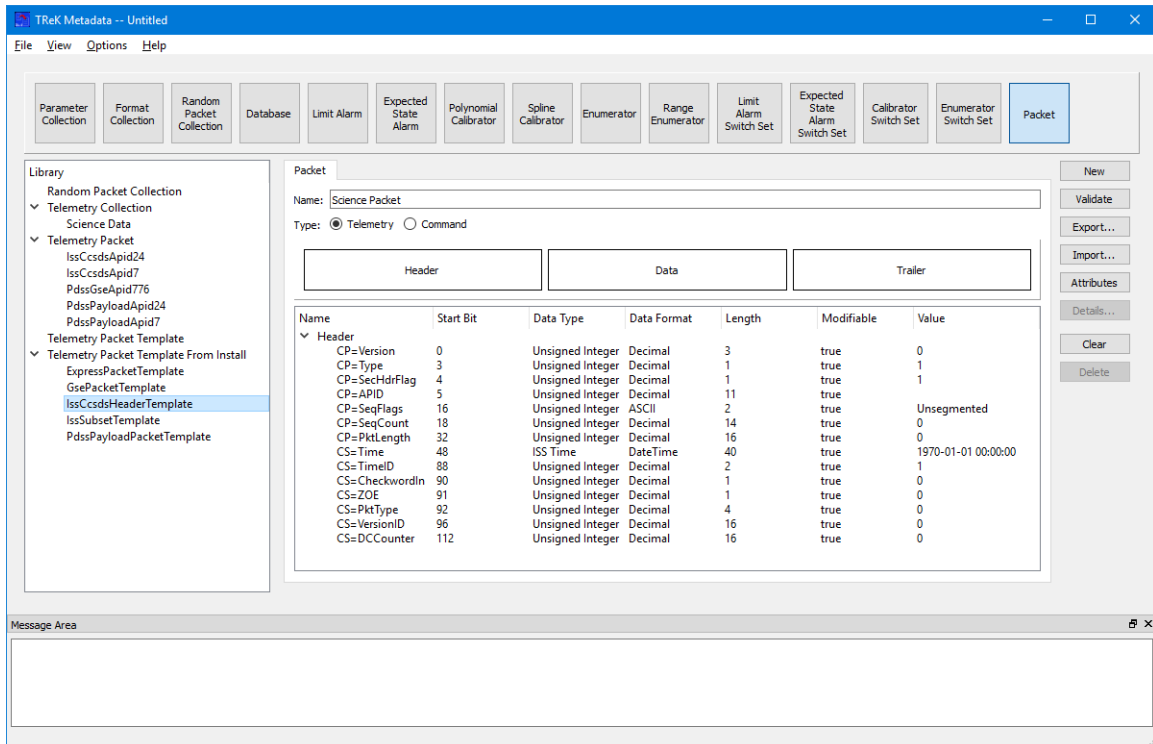 TReK Metadata -- Untitled
File View Options Help
Parameter Collection
Format Collection
Random Packet Collection
Database
Limit Alarm
Expected State Alarm
Polynomial Calibrator
Spline Calibrator
Enumerator
Range Enumerator
Limit Alarm Switch Set
Expected State Alarm Switch Set
Calibrator Switch Set
Enumerator Switch Set
Packet
Library
Random Packet Collection
Telemetry Collection
Science Data
Telemetry Packet
IssCcsdsApid24
IssCcsdsApid7
PdssGseApid776
PdssPayloadApid24
PdssPayloadApid7
Telemetry Packet Template
Telemetry Packet Template From Install
ExpressPacketTemplate
GsePacketTemplate
IssCcsdsHeaderTemplate
IssSubsetTemplate
PdssPayloadPacketTemplate
Packet
Name: Science Packet
Type: Telemetry Command
Header Data Trailer
Name Start Bit Data Type Data Format Length Modifiable Value
Header
CP=Version 0 Unsigned Integer Decimal 3 true 0
CP=Type 3 Unsigned Integer Decimal 1 true 1
CP=SecHdrFlag 4 Unsigned Integer Decimal 1 true 1
CP=APID 5 Unsigned Integer Decimal 11 true
CP=SeqFlags 16 Unsigned Integer ASCII 2 true Unsegmented
CP=SeqCount 18 Unsigned Integer Decimal 14 true 0
CP=PktLength 32 Unsigned Integer Decimal 16 true 0
CS=Time 48 ISS Time DateTime 40 true 1970-01-01 00:00:00
CS=TimeID 88 Unsigned Integer Decimal 2 true 1
CS=CheckwordIn 90 Unsigned Integer Decimal 1 true 0
CS=ZOE 91 Unsigned Integer Decimal 1 true 0
CS=PktType 92 Unsigned Integer Decimal 4 true 0
CS=VersionID 96 Unsigned Integer Decimal 16 true 0
CS=DCCounter 112 Unsigned Integer Decimal 16 true 0
New
Validate
Export...
Import...
Attributes
Details...
Clear
Delete
Message Area